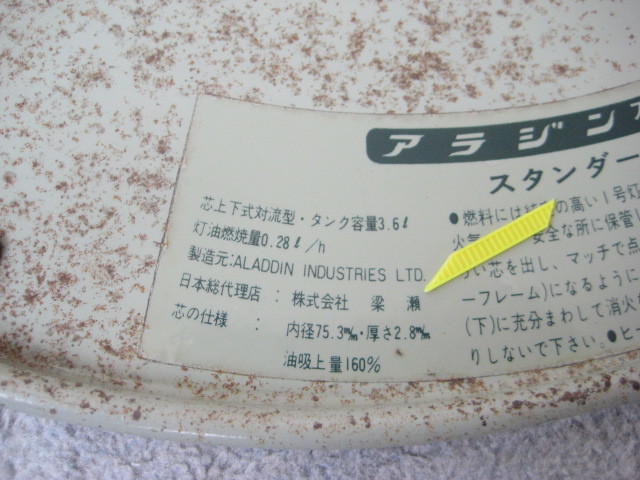 アラジン
スタンダー
芯上下式対流型・タンク容量3.6ℓ
灯油燃焼量0.28ℓ/h
製造元:ALADDIN INDUSTRIES LTD.
日本総代理店 : 株式会社 梁瀬
芯の仕様 : 内径75.3m/m・厚さ2.8m/m
油吸上量160%
●燃料には の高い1号灯
火気 安全な所に保管
い芯を出し、マッチで点
ーフレーム)になるように
(下)に充分まわして消火
りしないで下さい。●ヒ